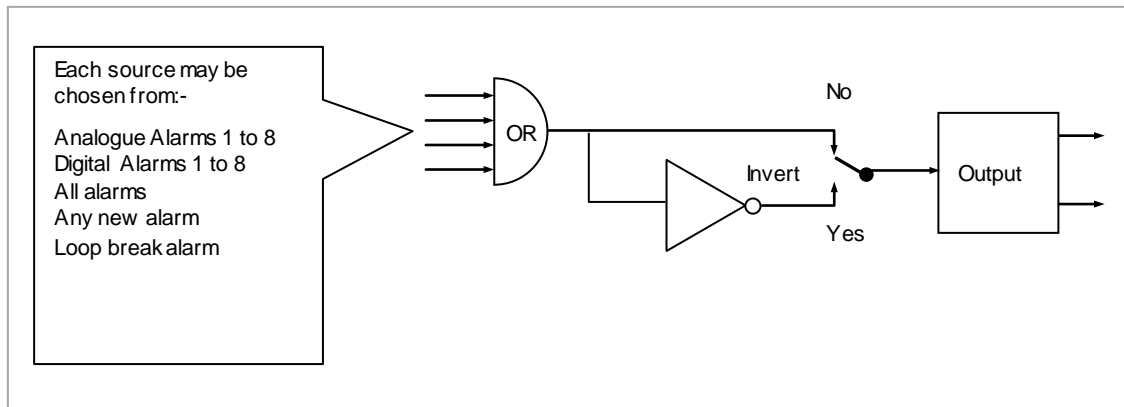 Each source may be
chosen from:-
Analogue Alarms 1 to 8
Digital Alarms 1 to 8
All alarms
Any new alarm
Loop break alarm
OR
No
Invert
Yes
Output